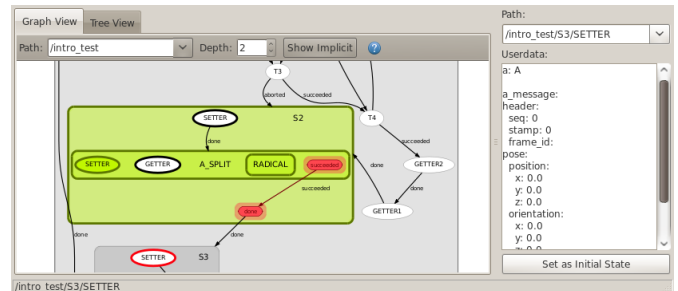 Graph View Tree View
Path: /intro_test Depth: 2 Show Implicit ?
T3
aborted succeeded
SETTER S2 T4
done succeeded
SETTER GETTER A_SPLIT RADICAL succeeded done GETTER2
succeeded done
done GETTER1
done done
SETTER S3
/intro_test/S3/SETTER
Path:
/intro_test/S3/SETTER
Userdata:
a: A
a_message:
header:
seq: 0
stamp: 0
frame_id:
pose:
position:
x: 0.0
y: 0.0
z: 0.0
orientation:
x: 0.0
y: 0.0
z: 0.0
Set as Initial State